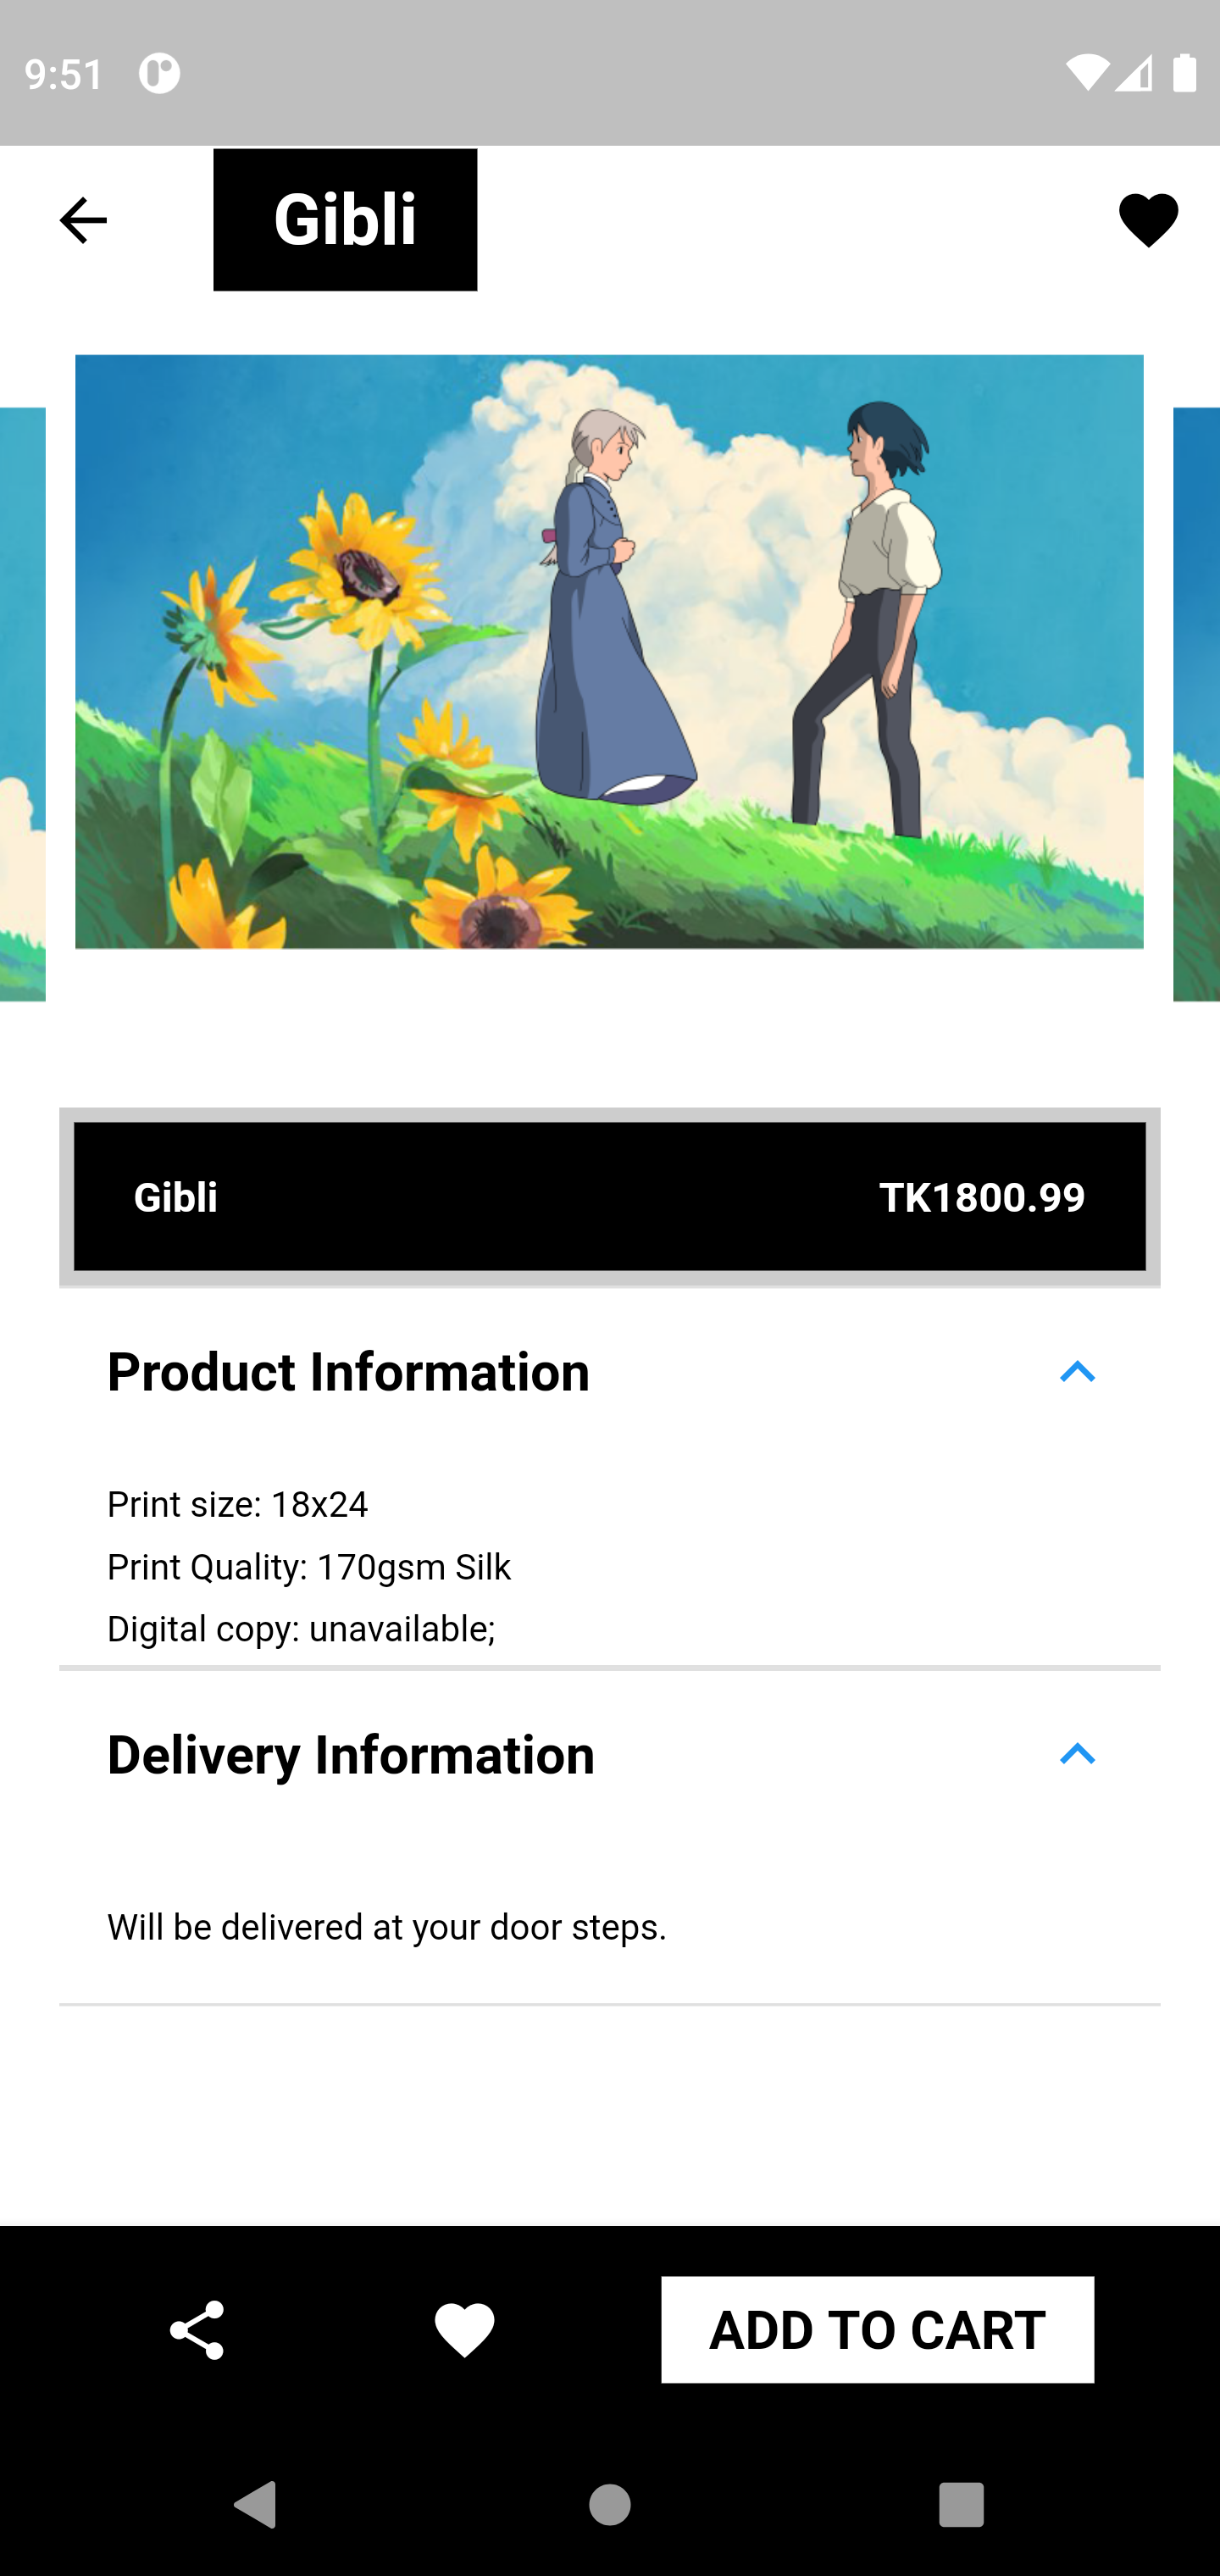 9:51
Gibli
Gibli TK1800.99
Product Information
Print size: 18x24
Print Quality: 170gsm Silk
Digital copy: unavailable;
Delivery Information
Will be delivered at your door steps.
ADD TO CART